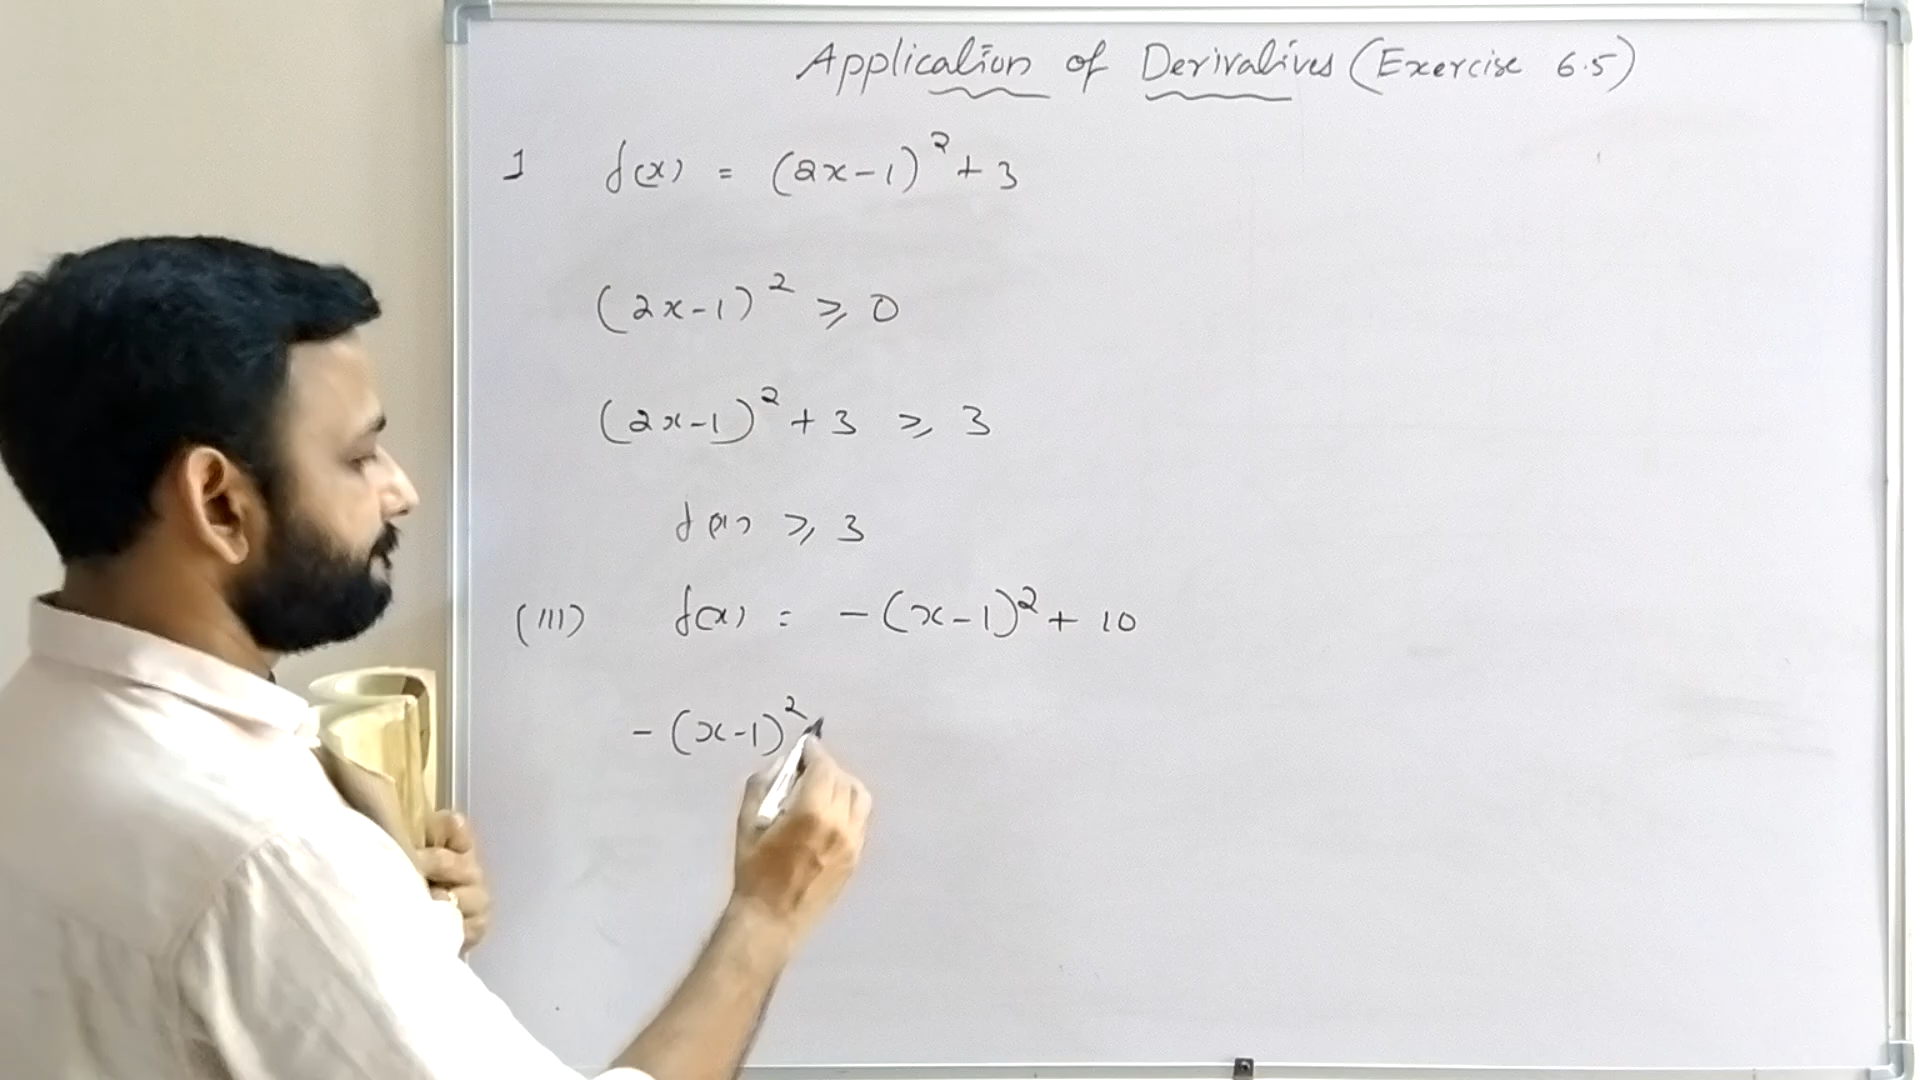 Application of Derivatives (Exercise 6.5)
1 f(x) = (2x-1)² + 3
(2x-1)² ⩾ 0
(2x-1)² + 3 ⩾ 3
f(x) ⩾ 3
(III) f(x) = -(x-1)² + 10
-(x-1)²